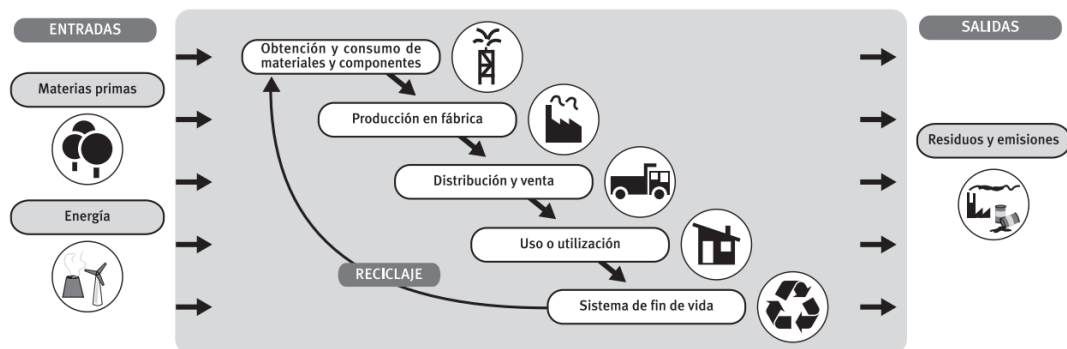 ENTRADAS
Materias primas
Energía
Obtención y consumo de
materiales y componentes
Producción en fábrica
Distribución y venta
Uso o utilización
Sistema de fin de vida
RECICLAJE
SALIDAS
Residuos y emisiones